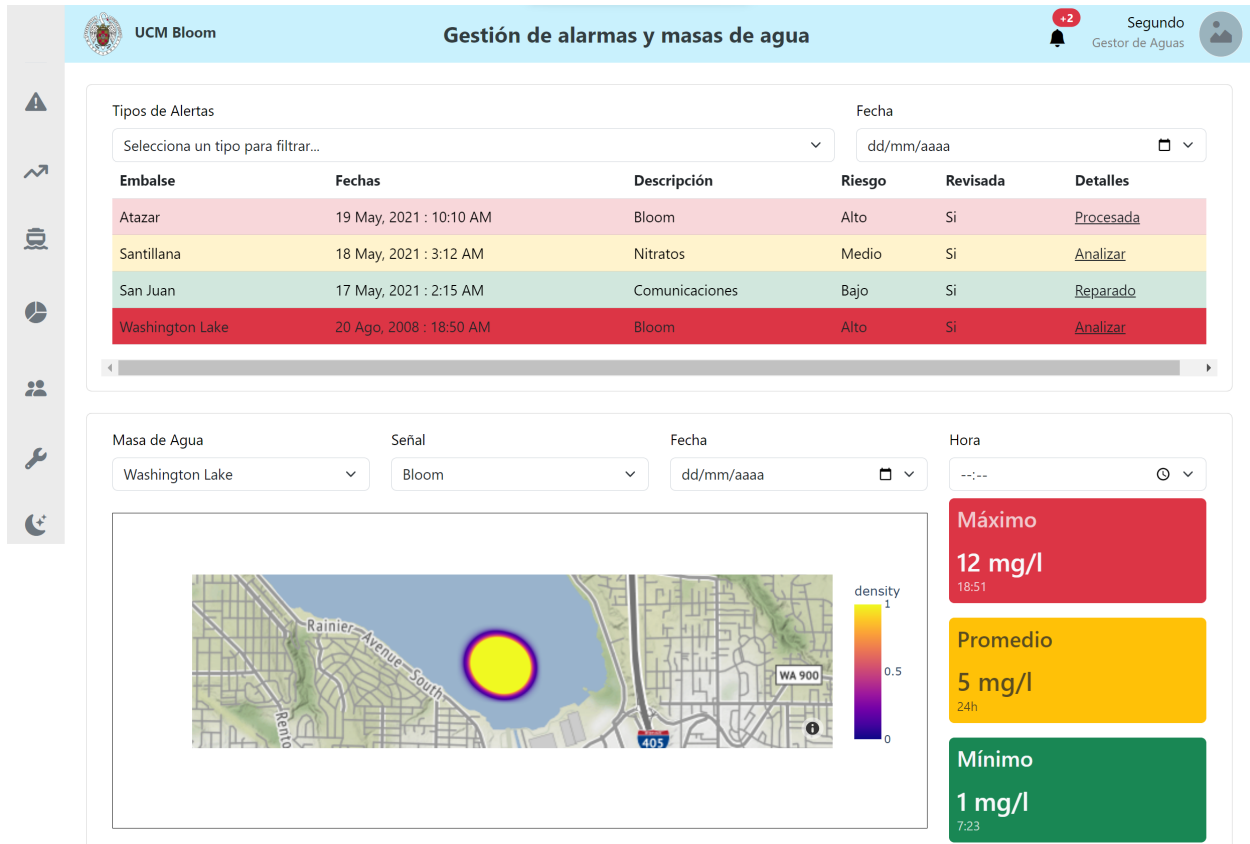 UCM Bloom
Gestión de alarmas y masas de agua
+2
Segundo
Gestor de Aguas
Tipos de Alertas
Fecha
Selecciona un tipo para filtrar...
dd/mm/aaaa
Embalse Fechas Descripción Riesgo Revisada Detalles
Atazar 19 May, 2021 : 10:10 AM Bloom Alto Si Procesada
Santillana 18 May, 2021 : 3:12 AM Nitratos Medio Si Analizar
San Juan 17 May, 2021 : 2:15 AM Comunicaciones Bajo Si Reparado
Washington Lake 20 Ago, 2008 : 18:50 AM Bloom Alto Si Analizar
Masa de Agua Señal Fecha Hora
Washington Lake Bloom dd/mm/aaaa --:--
Máximo
12 mg/l
18:51
Promedio
5 mg/l
24h
Mínimo
1 mg/l
7:23
density
1
0.5
0
Rainier Avenue South
Rento
WA 900
405